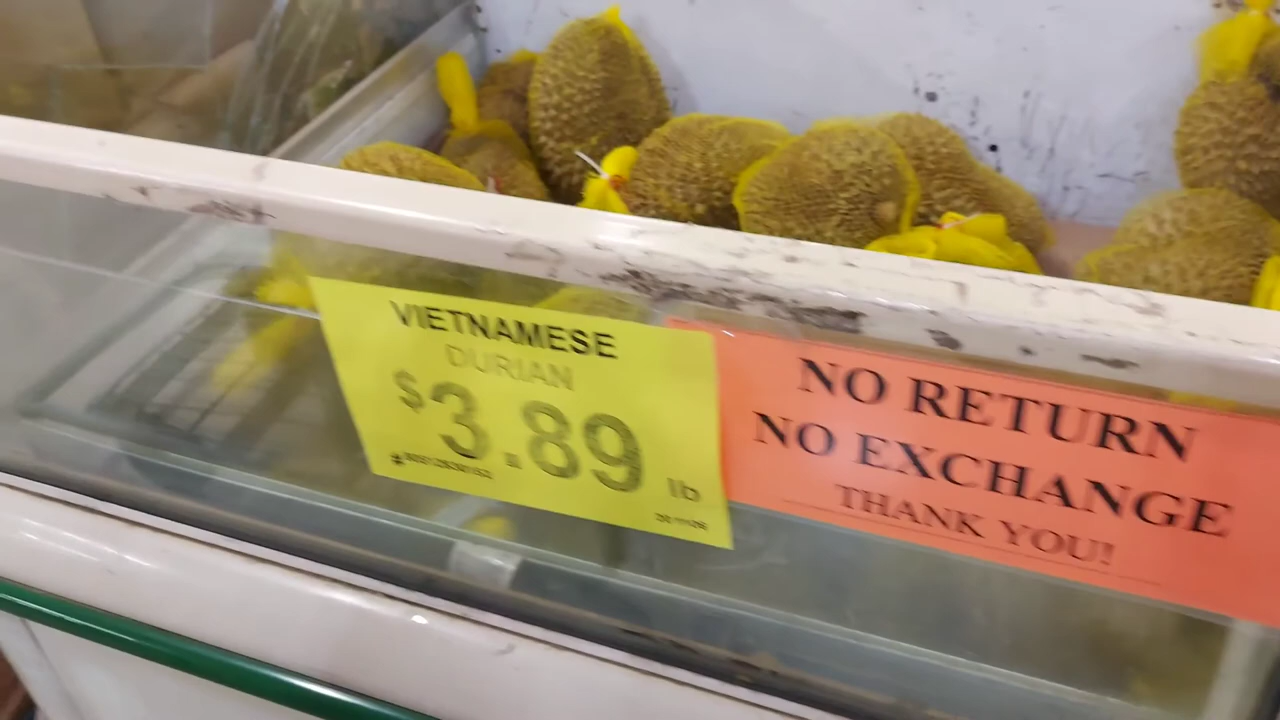 VIETNAMESE
DURIAN
$3.89 lb
NO RETURN
NO EXCHANGE
THANK YOU!